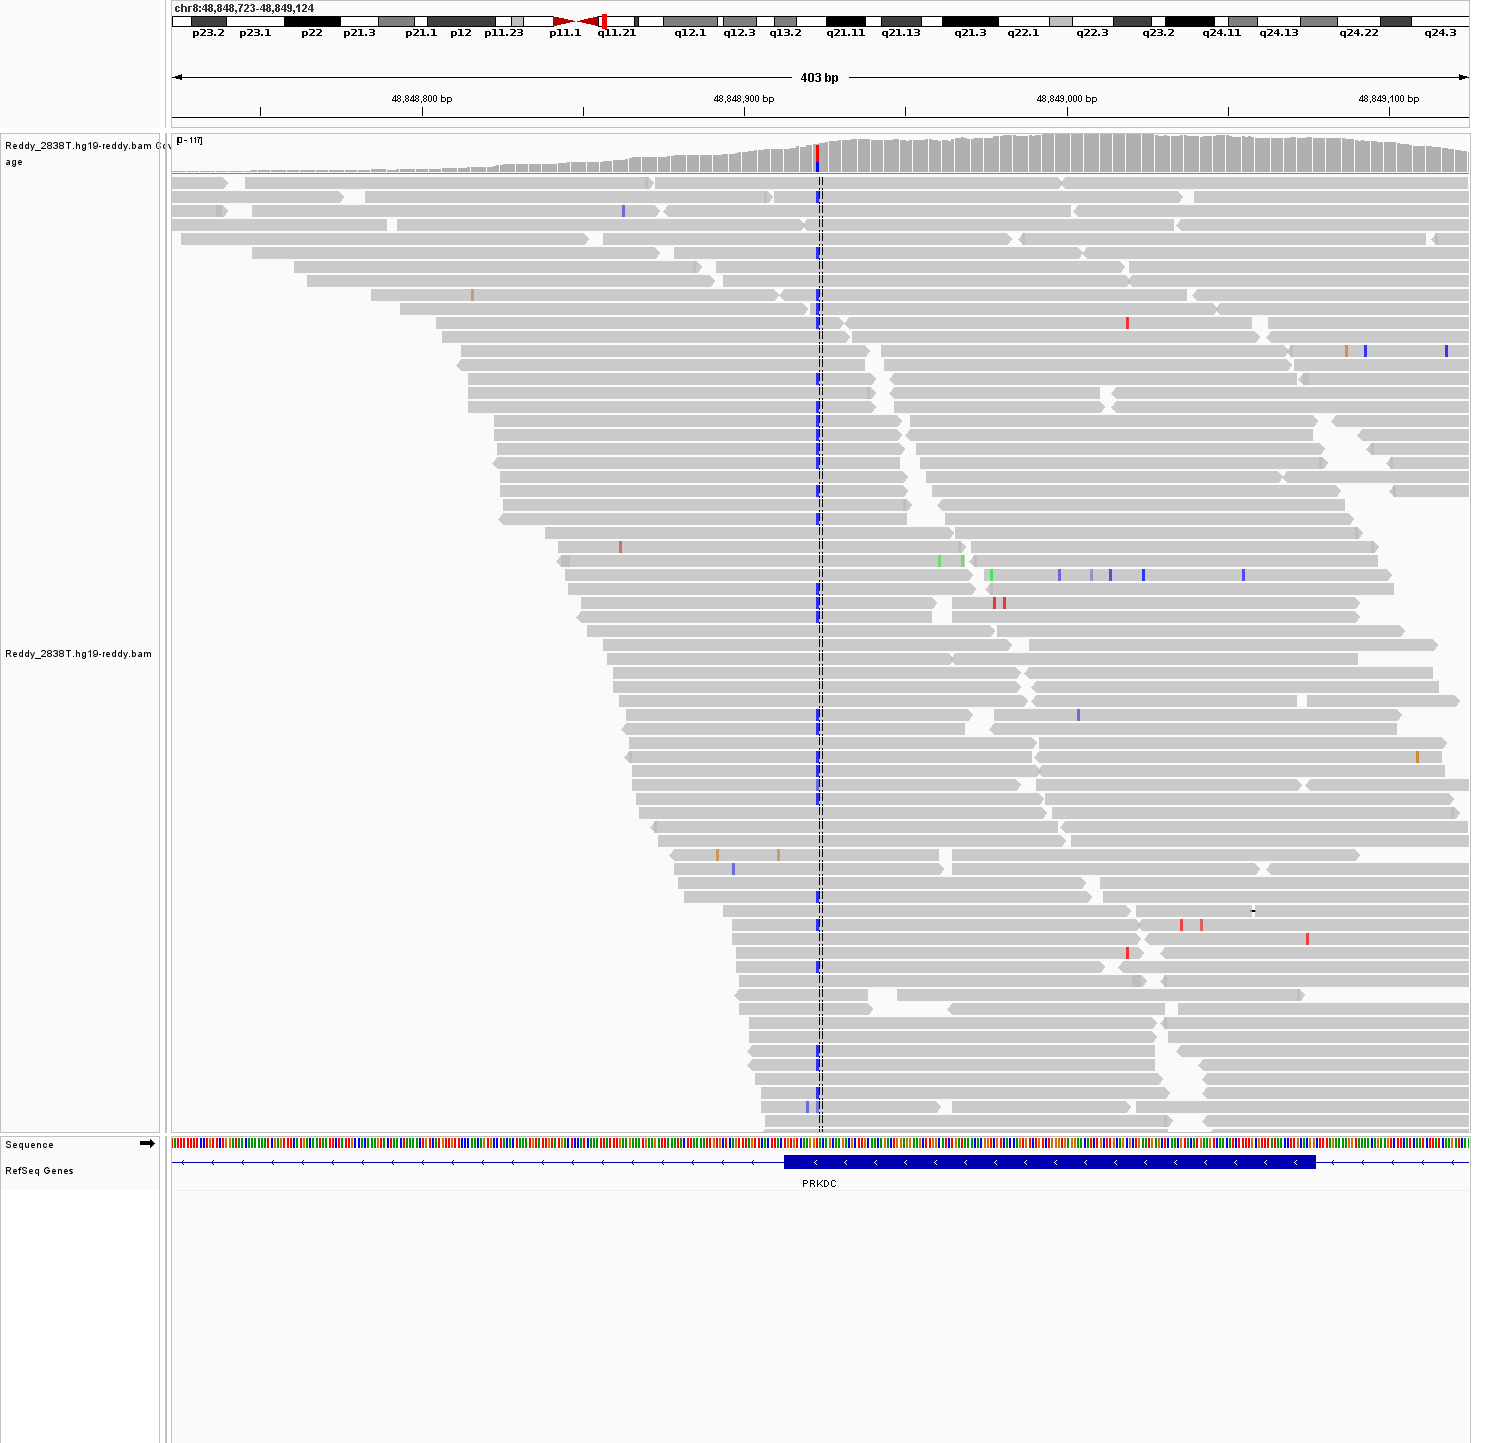 chr8:48,848,723-48,849,124
p23.2 p23.1 p22 p21.3 p21.1 p12 p11.23 p11.1 q11.21 q12.1 q12.3 q13.2 q21.11 q21.13 q21.3 q22.1 q22.3 q23.2 q24.11 q24.13 q24.22 q24.3
403 bp
48,848,800 bp 48,848,900 bp 48,849,000 bp 48,849,100 bp
Reddy_2838T.hg19-reddy.bam Cov
age
[0 - 117]
Reddy_2838T.hg19-reddy.bam
Sequence
RefSeq Genes
PRKDC